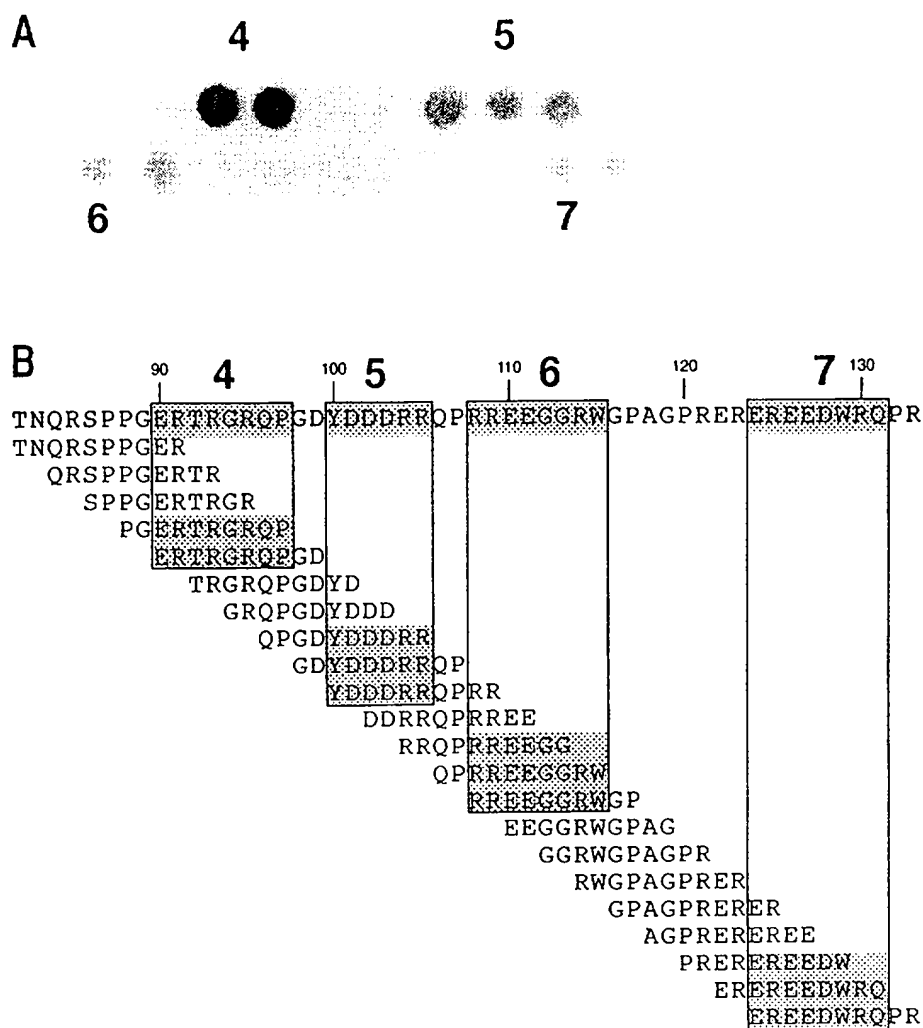 A
4
5
6
7
B
90
4
100
5
110
6
120
7
130
TNQRSPPGERTRGRQPGDYDDDRRQPRREEGGRWGPAGPREREREEDWRQPR
TNQRSPPGER
QRSPPGERTR
SPPGERTRGR
PGERTRGRQP
ERTRGRQPGD
TRGRQPGDYD
GRQPGDYDDD
QPGDYDDDRR
GDYDDDRRQP
YDDDRRQPRR
DDRRQPRREE
RRQPRREEGG
QPRREEGGRW
RREEGGRWGP
EEGGRWGPAG
GGRWGPAGPR
RWGPAGPRER
GPAGPRERER
AGPREREREE
PREREREEDW
EREREEDWRQ
EREEDWRQPR